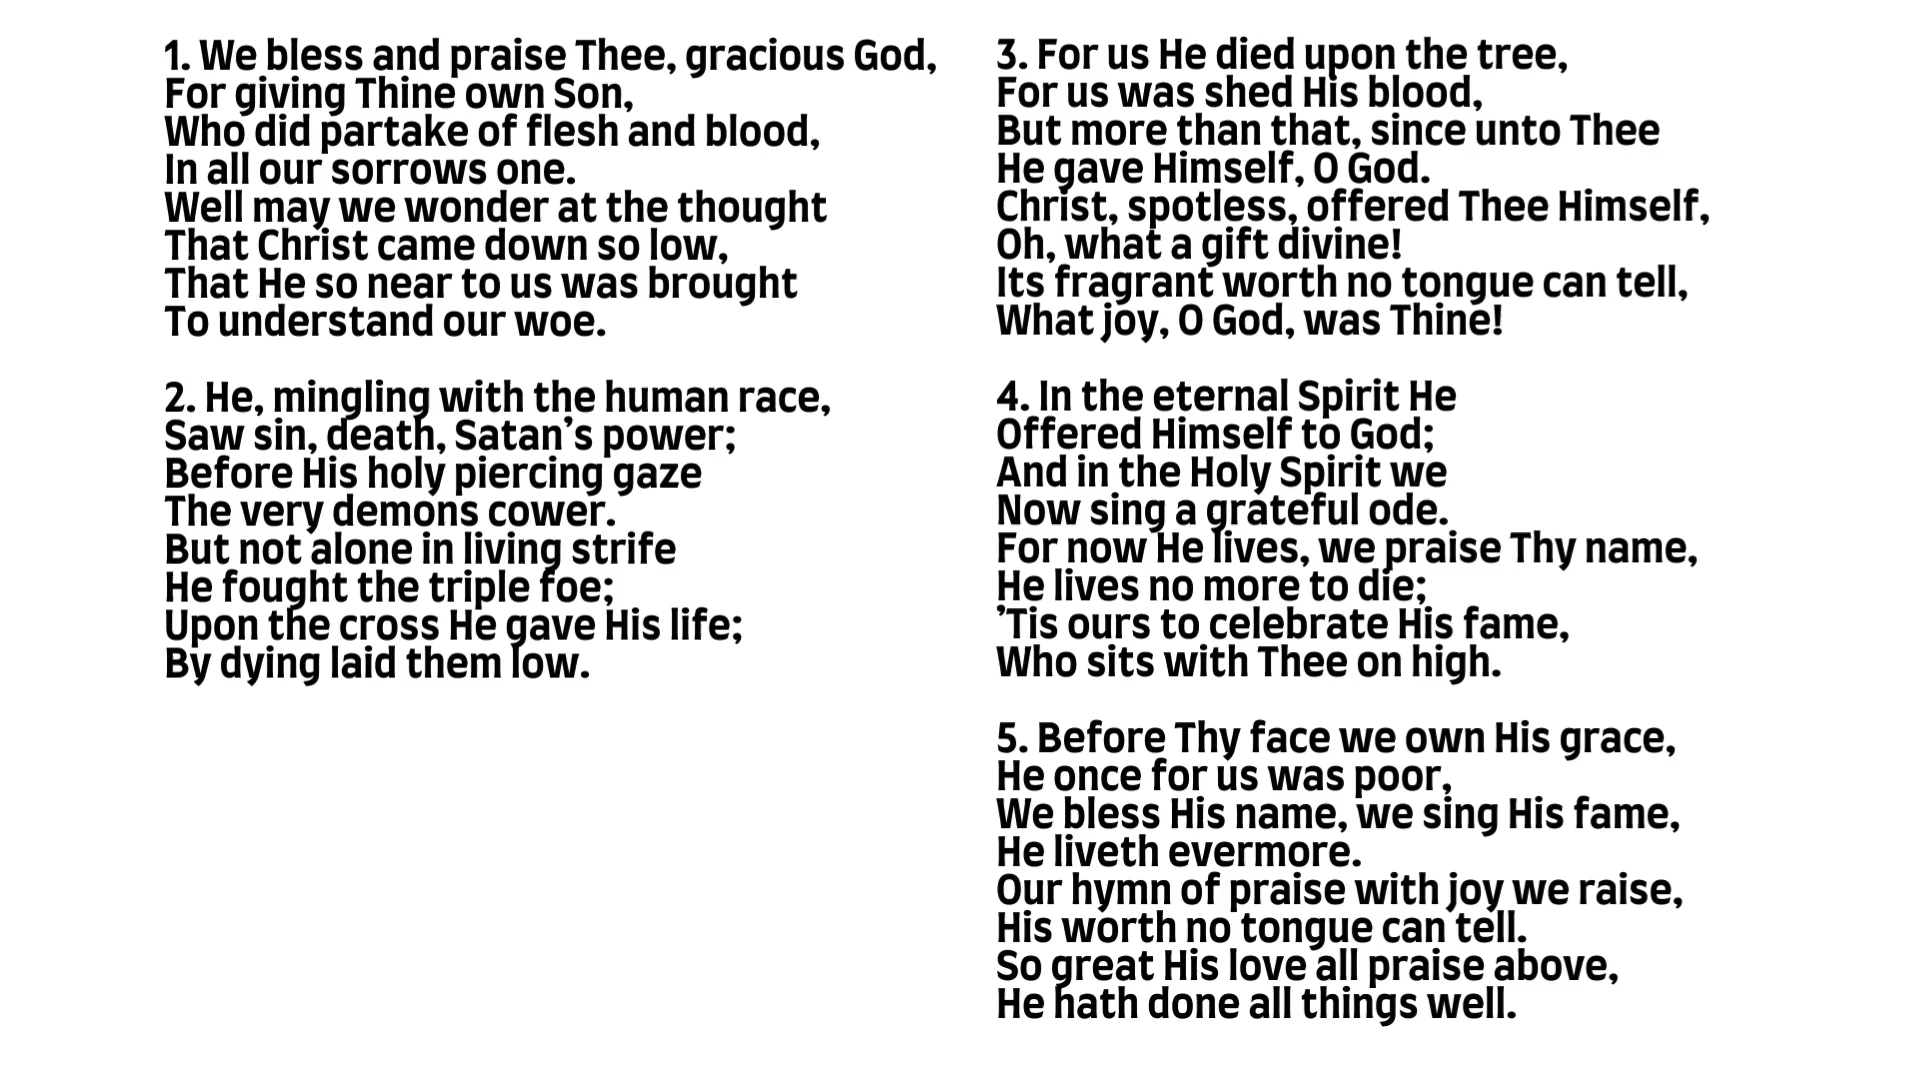 1. We bless and praise Thee, gracious God,
For giving Thine own Son,
Who did partake of flesh and blood,
In all our sorrows one.
Well may we wonder at the thought
That Christ came down so low,
That He so near to us was brought
To understand our woe.

2. He, mingling with the human race,
Saw sin, death, Satan’s power;
Before His holy piercing gaze
The very demons cower.
But not alone in living strife
He fought the triple foe;
Upon the cross He gave His life;
By dying laid them low.

3. For us He died upon the tree,
For us was shed His blood,
But more than that, since unto Thee
He gave Himself, O God.
Christ, spotless, offered Thee Himself,
Oh, what a gift divine!
Its fragrant worth no tongue can tell,
What joy, O God, was Thine!

4. In the eternal Spirit He
Offered Himself to God;
And in the Holy Spirit we
Now sing a grateful ode.
For now He lives, we praise Thy name,
He lives no more to die;
’Tis ours to celebrate His fame,
Who sits with Thee on high.

5. Before Thy face we own His grace,
He once for us was poor,
We bless His name, we sing His fame,
He liveth evermore.
Our hymn of praise with joy we raise,
His worth no tongue can tell.
So great His love all praise above,
He hath done all things well.